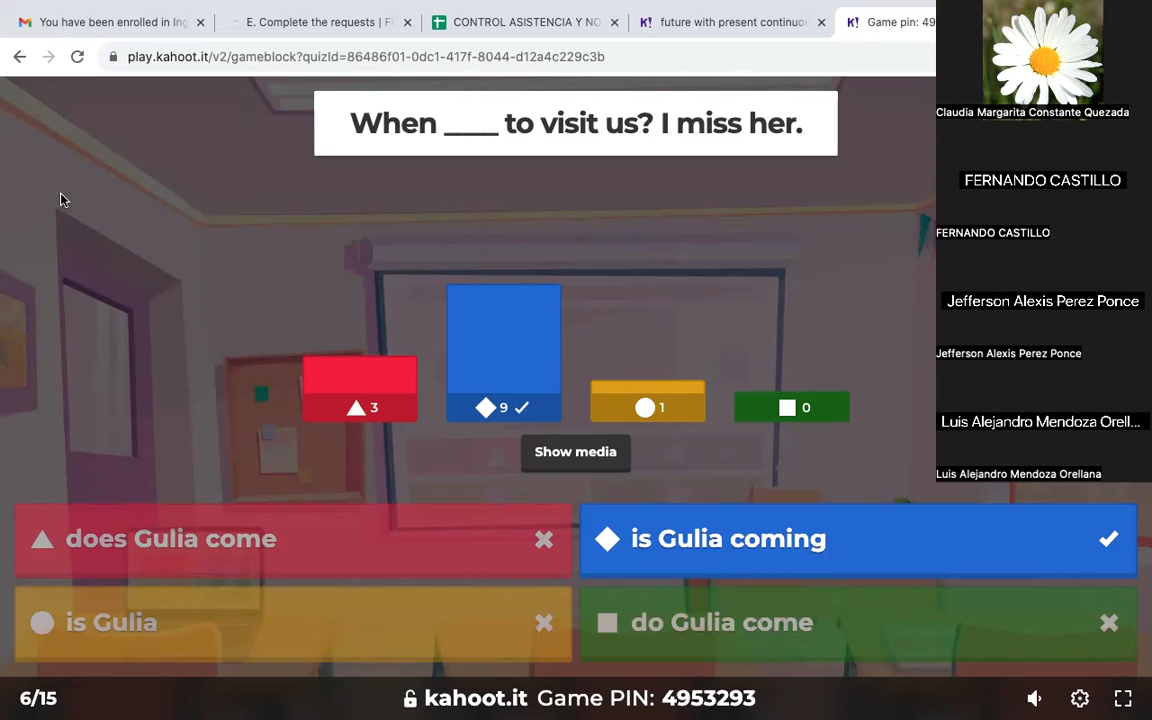 You have been enrolled in Ing
E. Complete the requests | F
CONTROL ASISTENCIA Y NO
future with present continuo
Game pin: 49
play.kahoot.it/v2/gameblock?quizId=86486f01-0dc1-417f-8044-d12a4c229c3b
Claudia Margarita Constante Quezada
When ____ to visit us? I miss her.
FERNANDO CASTILLO
FERNANDO CASTILLO
Jefferson Alexis Perez Ponce
Jefferson Alexis Perez Ponce
3
9
1
0
Luis Alejandro Mendoza Orell...
Show media
Luis Alejandro Mendoza Orellana
does Gulia come
is Gulia coming
is Gulia
do Gulia come
6/15
kahoot.it Game PIN: 4953293